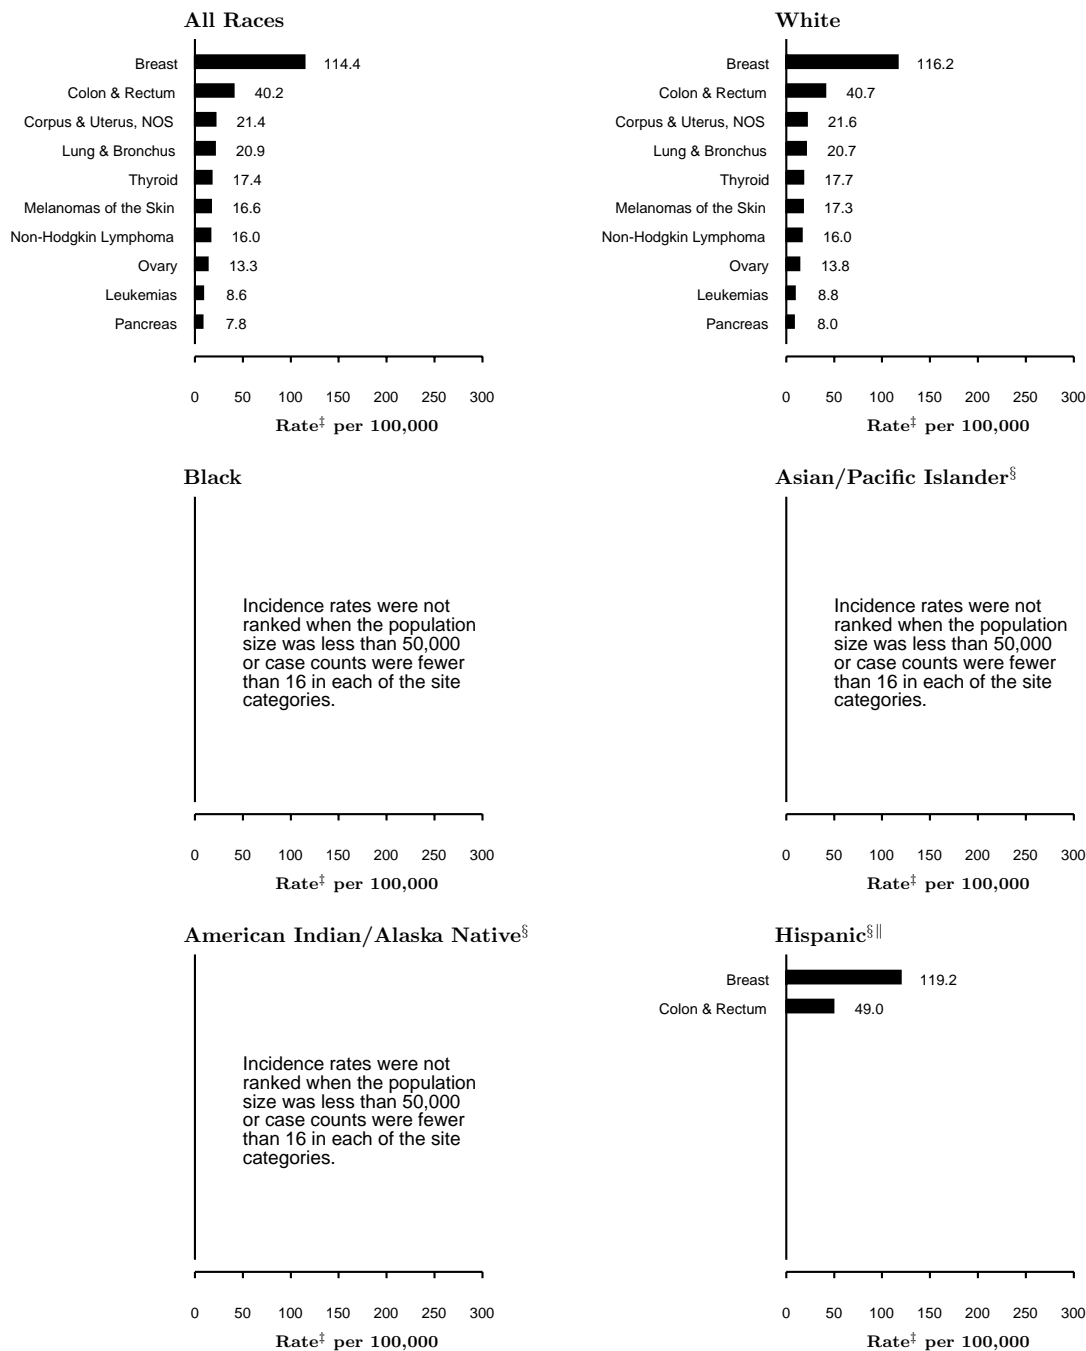 All Races
Breast 114.4
Colon & Rectum 40.2
Corpus & Uterus, NOS 21.4
Lung & Bronchus 20.9
Thyroid 17.4
Melanomas of the Skin 16.6
Non-Hodgkin Lymphoma 16.0
Ovary 13.3
Leukemias 8.6
Pancreas 7.8
0 50 100 150 200 250 300
Rate‡ per 100,000
White
Breast 116.2
Colon & Rectum 40.7
Corpus & Uterus, NOS 21.6
Lung & Bronchus 20.7
Thyroid 17.7
Melanomas of the Skin 17.3
Non-Hodgkin Lymphoma 16.0
Ovary 13.8
Leukemias 8.8
Pancreas 8.0
0 50 100 150 200 250 300
Rate‡ per 100,000
Black
Incidence rates were not
ranked when the population
size was less than 50,000
or case counts were fewer
than 16 in each of the site
categories.
0 50 100 150 200 250 300
Rate‡ per 100,000
Asian/Pacific Islander§
Incidence rates were not
ranked when the population
size was less than 50,000
or case counts were fewer
than 16 in each of the site
categories.
0 50 100 150 200 250 300
Rate‡ per 100,000
American Indian/Alaska Native§
Incidence rates were not
ranked when the population
size was less than 50,000
or case counts were fewer
than 16 in each of the site
categories.
0 50 100 150 200 250 300
Rate‡ per 100,000
Hispanic§‖
Breast 119.2
Colon & Rectum 49.0
0 50 100 150 200 250 300
Rate‡ per 100,000